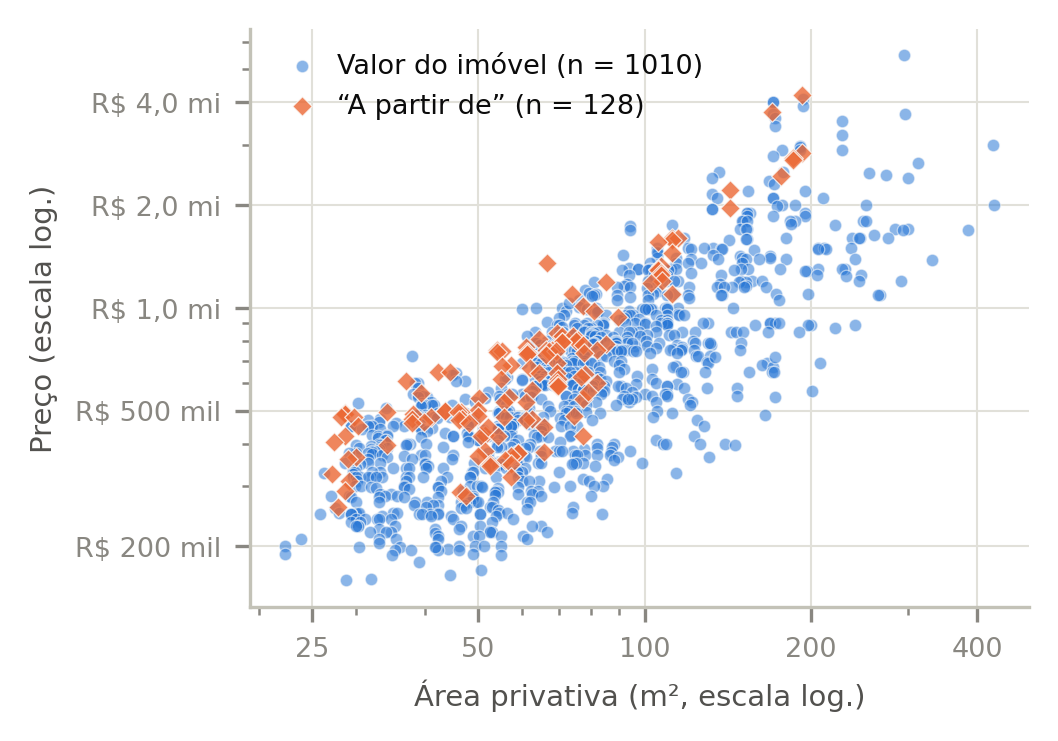 Valor do imóvel (n = 1010)
“A partir de” (n = 128)
Preço (escala log.)
R$ 4,0 mi
R$ 2,0 mi
R$ 1,0 mi
R$ 500 mil
R$ 200 mil
25 50 100 200 400
Área privativa (m², escala log.)